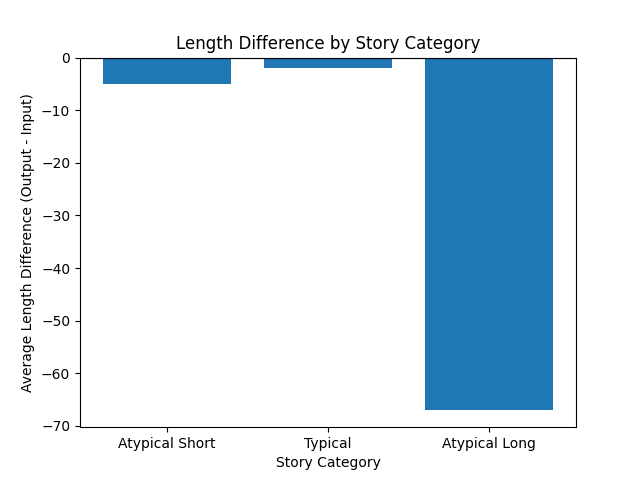 Length Difference by Story Category
Average Length Difference (Output - Input)
0
−10
−20
−30
−40
−50
−60
−70
Atypical Short
Typical
Atypical Long
Story Category